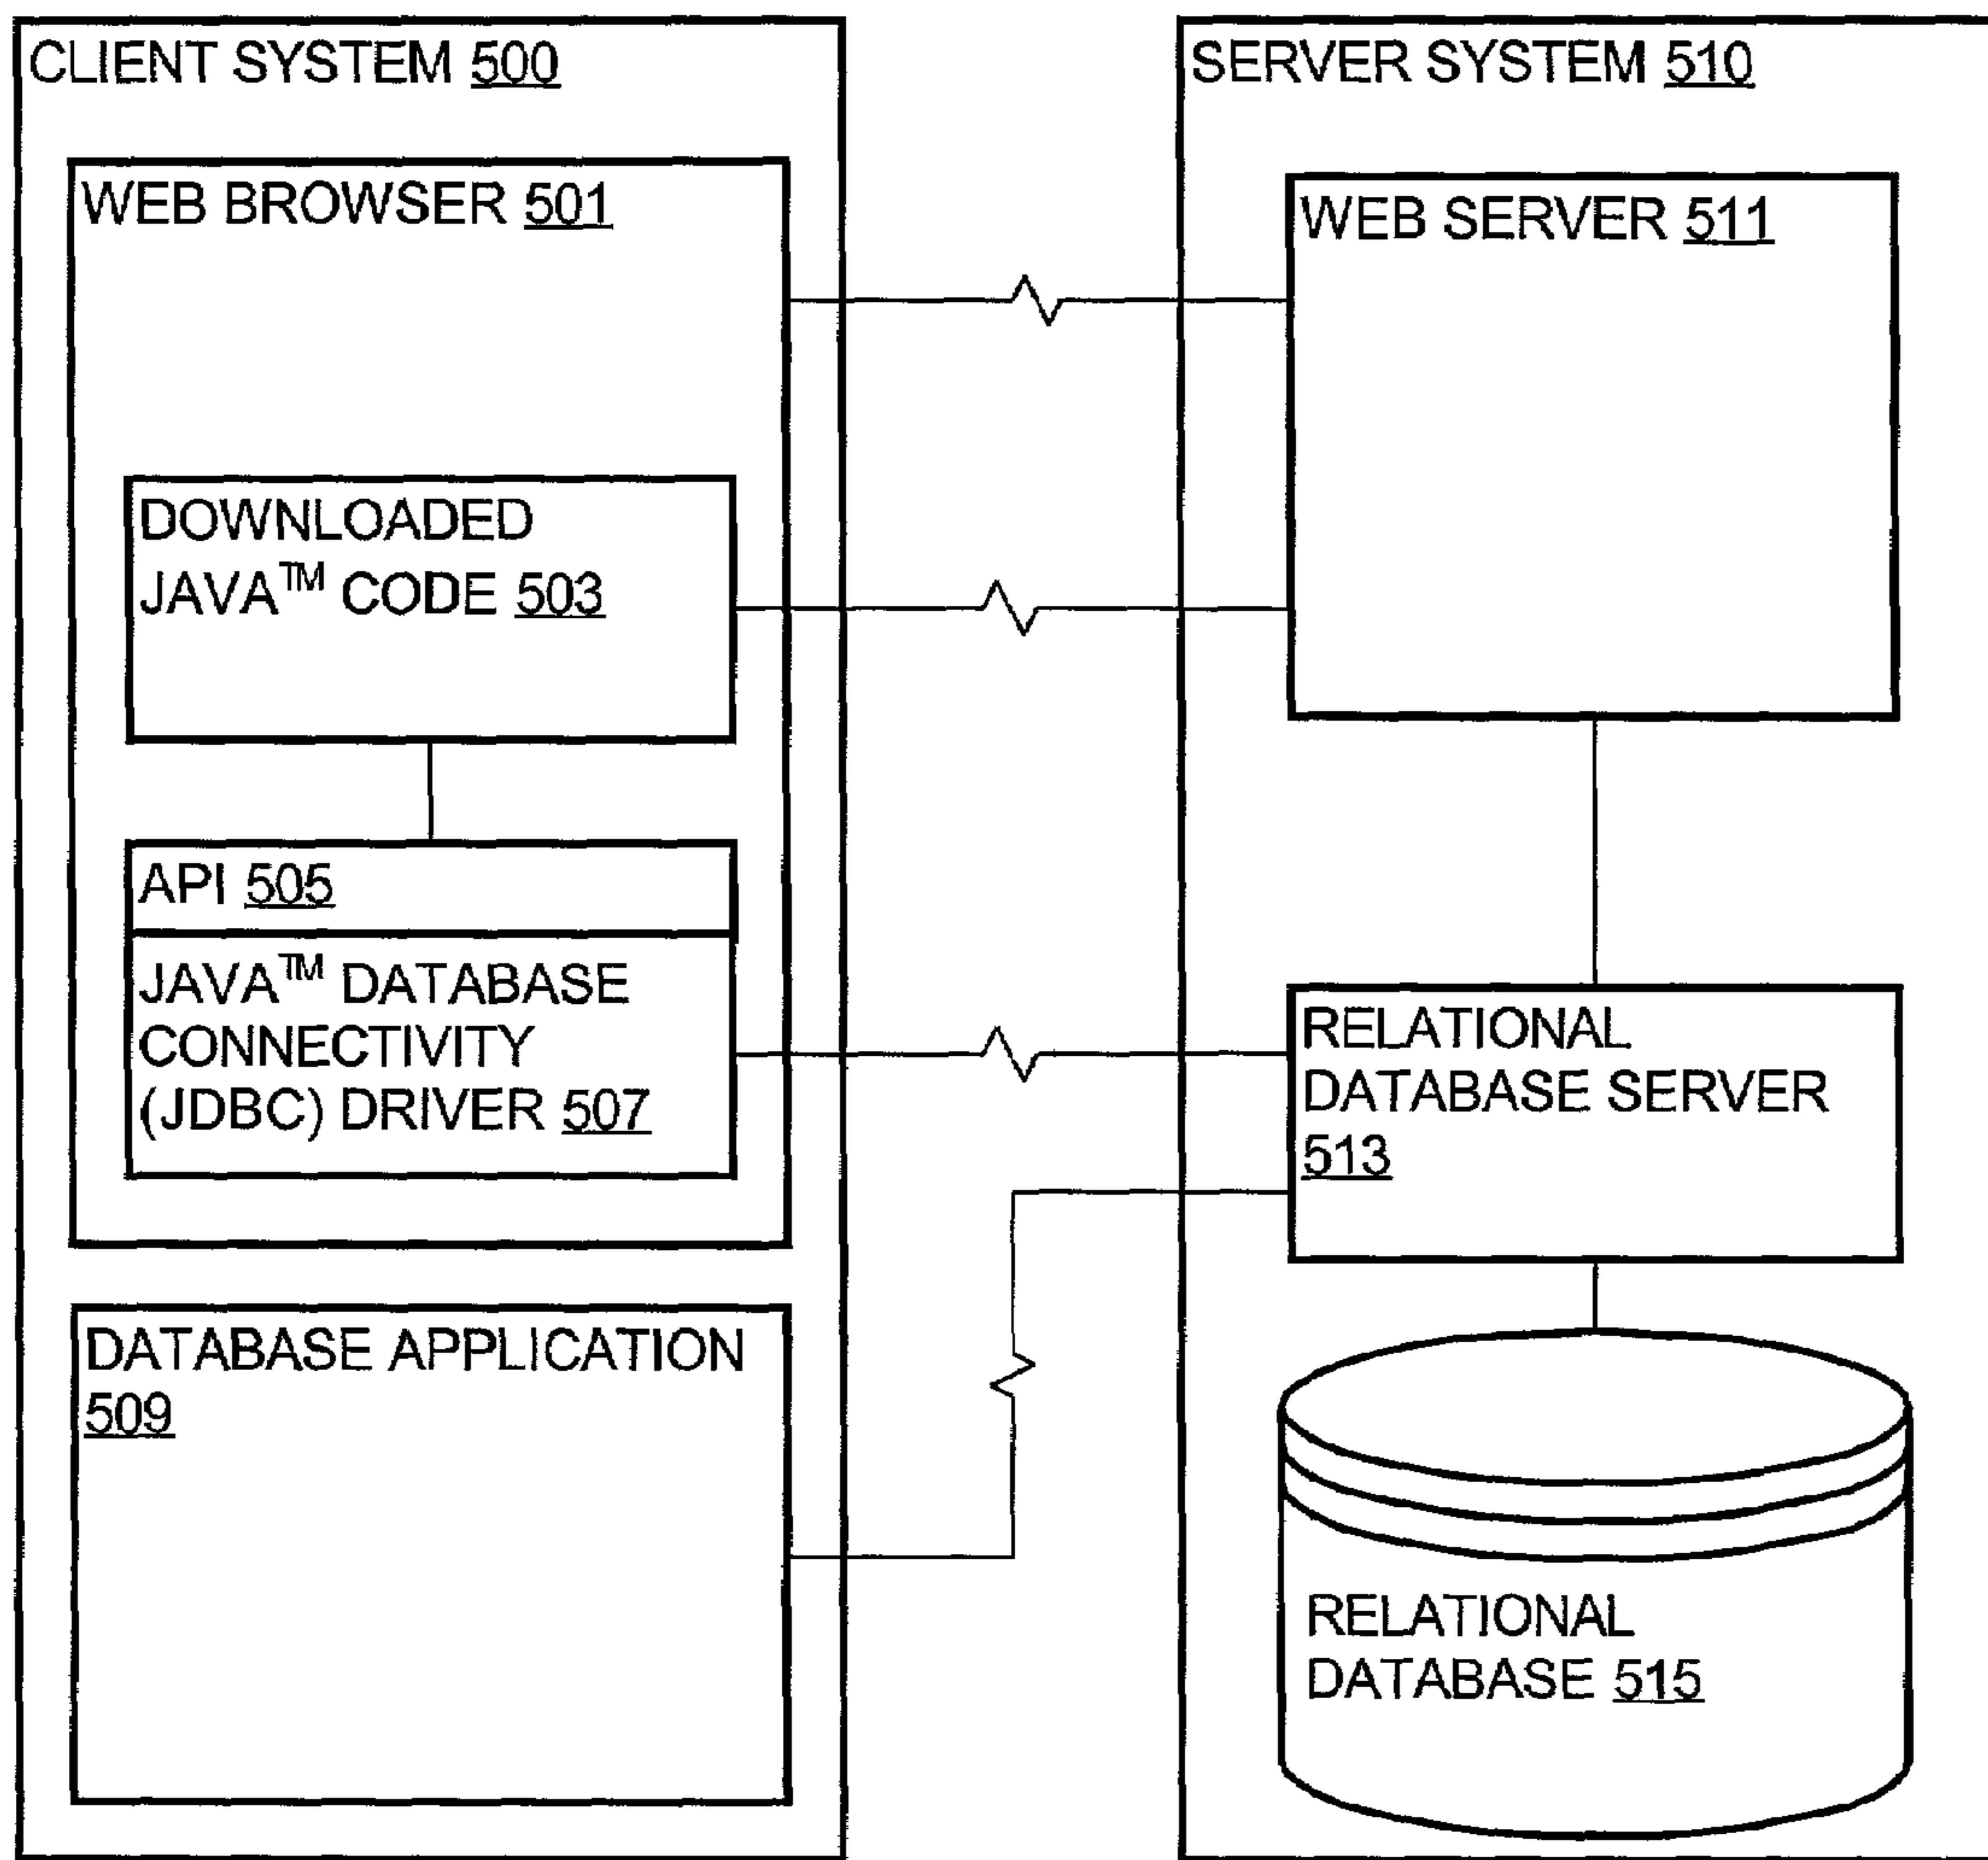 CLIENT SYSTEM 500
WEB BROWSER 501
DOWNLOADED
JAVA™ CODE 503
API 505
JAVA™ DATABASE
CONNECTIVITY
(JDBC) DRIVER 507
DATABASE APPLICATION
509
SERVER SYSTEM 510
WEB SERVER 511
RELATIONAL
DATABASE SERVER
513
RELATIONAL
DATABASE 515